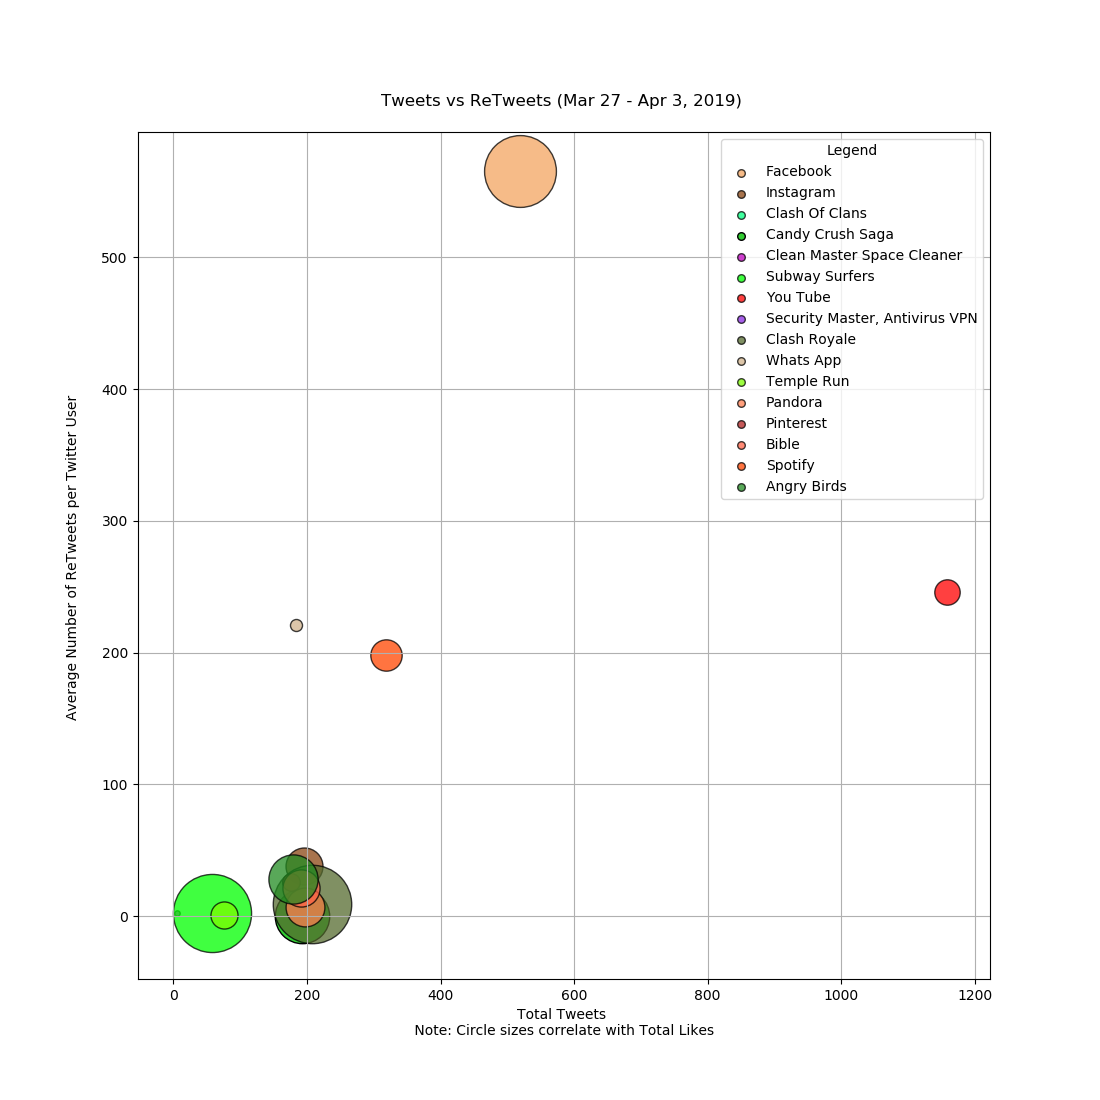 Tweets vs ReTweets (Mar 27 - Apr 3, 2019)
Legend
Facebook
Instagram
Clash Of Clans
Candy Crush Saga
Clean Master Space Cleaner
Subway Surfers
You Tube
Security Master, Antivirus VPN
Clash Royale
Whats App
Temple Run
Pandora
Pinterest
Bible
Spotify
Angry Birds
Average Number of ReTweets per Twitter User
500
400
300
200
100
0
0 200 400 600 800 1000 1200
Total Tweets
Note: Circle sizes correlate with Total Likes